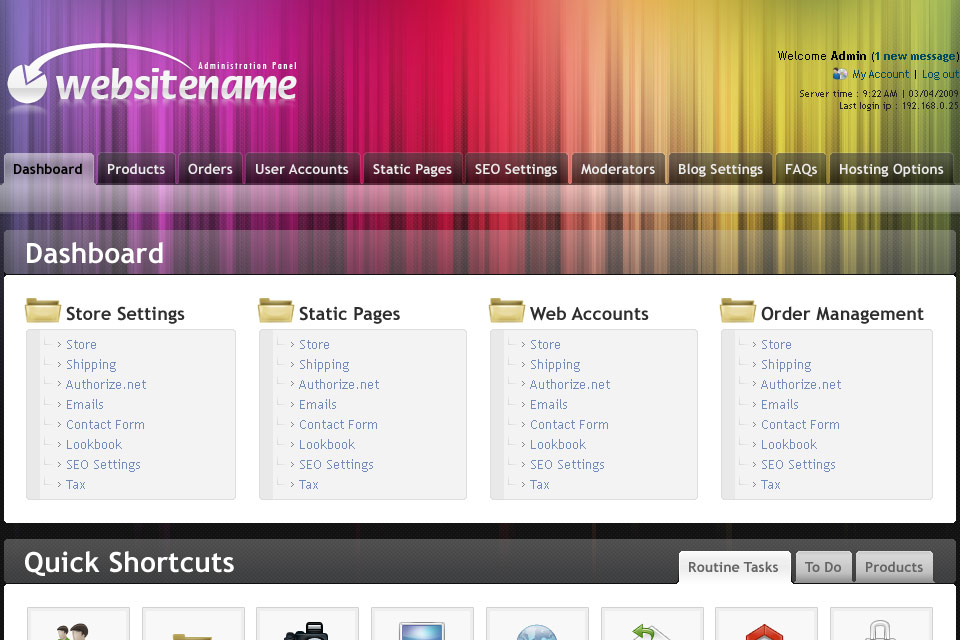 Administration Panel
websitename
Welcome Admin (1 new message)
My Account | Log out
Server time : 9:22 AM | 03/04/2009
Last login ip : 192.168.0.25
Dashboard Products Orders User Accounts Static Pages SEO Settings Moderators Blog Settings FAQs Hosting Options
Dashboard
Store Settings
Store
Shipping
Authorize.net
Emails
Contact Form
Lookbook
SEO Settings
Tax
Static Pages
Store
Shipping
Authorize.net
Emails
Contact Form
Lookbook
SEO Settings
Tax
Web Accounts
Store
Shipping
Authorize.net
Emails
Contact Form
Lookbook
SEO Settings
Tax
Order Management
Store
Shipping
Authorize.net
Emails
Contact Form
Lookbook
SEO Settings
Tax
Quick Shortcuts
Routine Tasks To Do Products